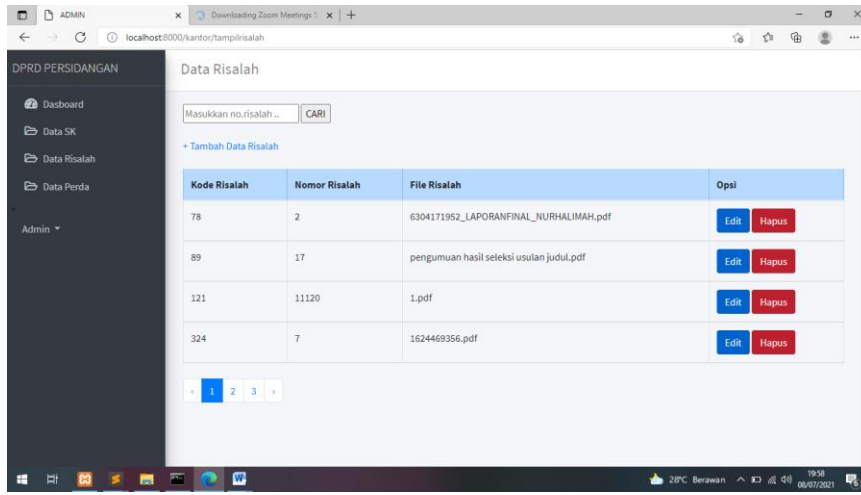 ADMIN
Downloading Zoom Meetings
localhost:8000/kantor/tampilrisalah
DPRD PERSIDANGAN
Data Risalah
Dasboard
Data SK
Data Risalah
Data Perda
Admin
Masukkan no.risalah .. CARI
+ Tambah Data Risalah
Kode Risalah Nomor Risalah File Risalah Opsi
78 2 6304171952_LAPORANFINAL_NURHALIMAH.pdf Edit Hapus
89 17 pengumuan hasil seleksi usulan judul.pdf Edit Hapus
121 11120 1.pdf Edit Hapus
324 7 1624469356.pdf Edit Hapus
‹ 1 2 3 ›
28°C Berawan
19:58
08/07/2021